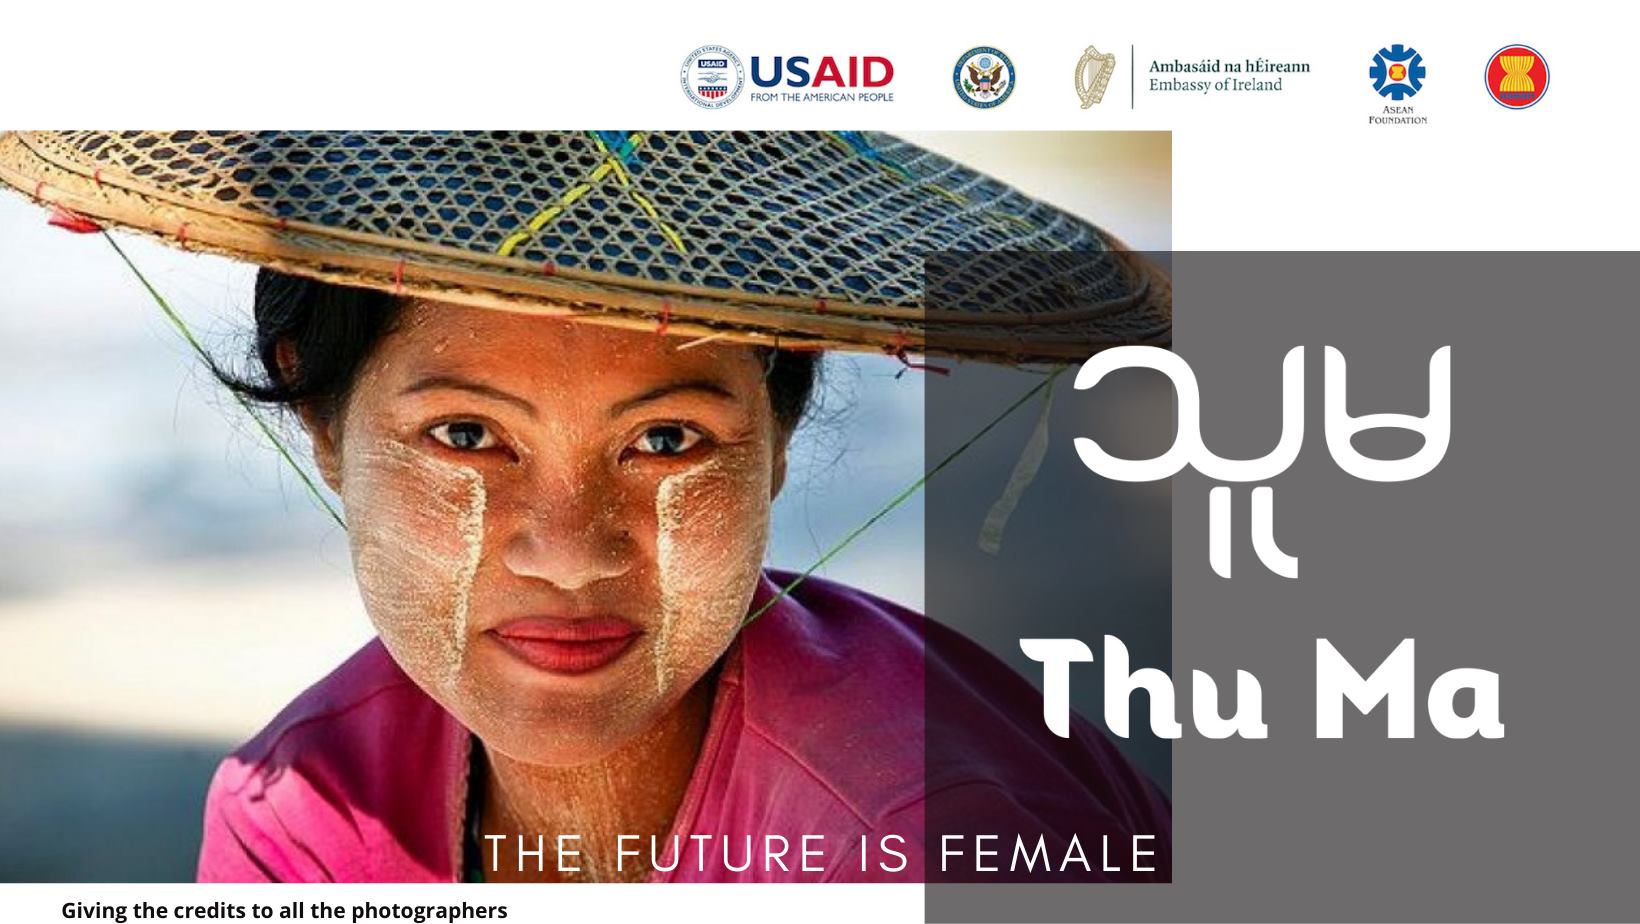 USAID
FROM THE AMERICAN PEOPLE
Ambasáid na hÉireann
Embassy of Ireland
ASEAN
FOUNDATION
သူမ
Thu Ma
THE FUTURE IS FEMALE
Giving the credits to all the photographers